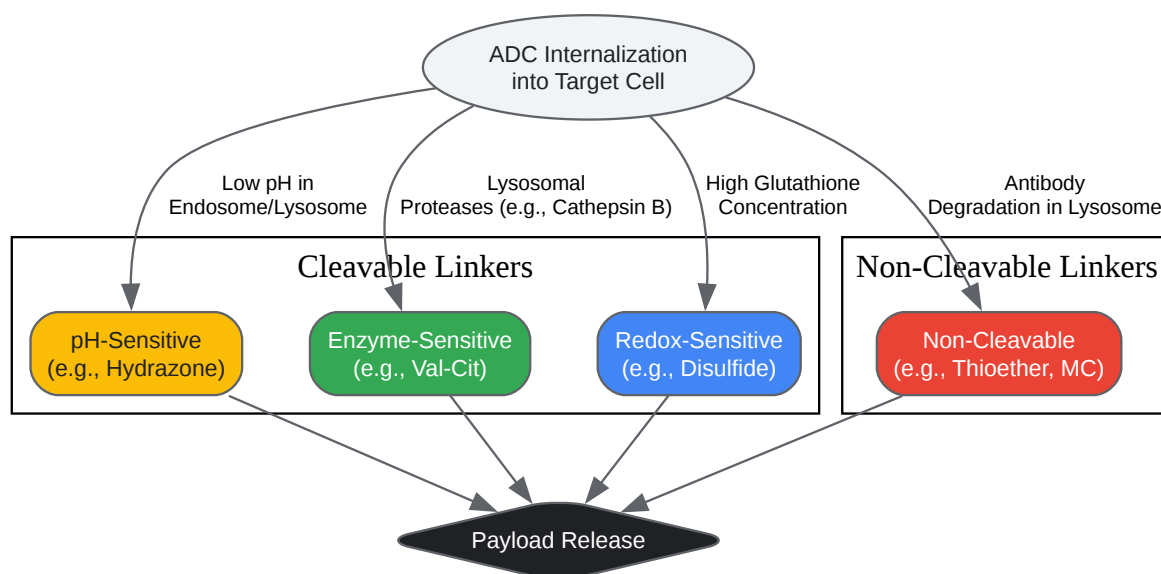 ADC Internalization
into Target Cell
Low pH in
Endosome/Lysosome
Lysosomal
Proteases (e.g., Cathepsin B)
High Glutathione
Concentration
Antibody
Degradation in Lysosome
Cleavable Linkers
Non-Cleavable Linkers
pH-Sensitive
(e.g., Hydrazone)
Enzyme-Sensitive
(e.g., Val-Cit)
Redox-Sensitive
(e.g., Disulfide)
Non-Cleavable
(e.g., Thioether, MC)
Payload Release